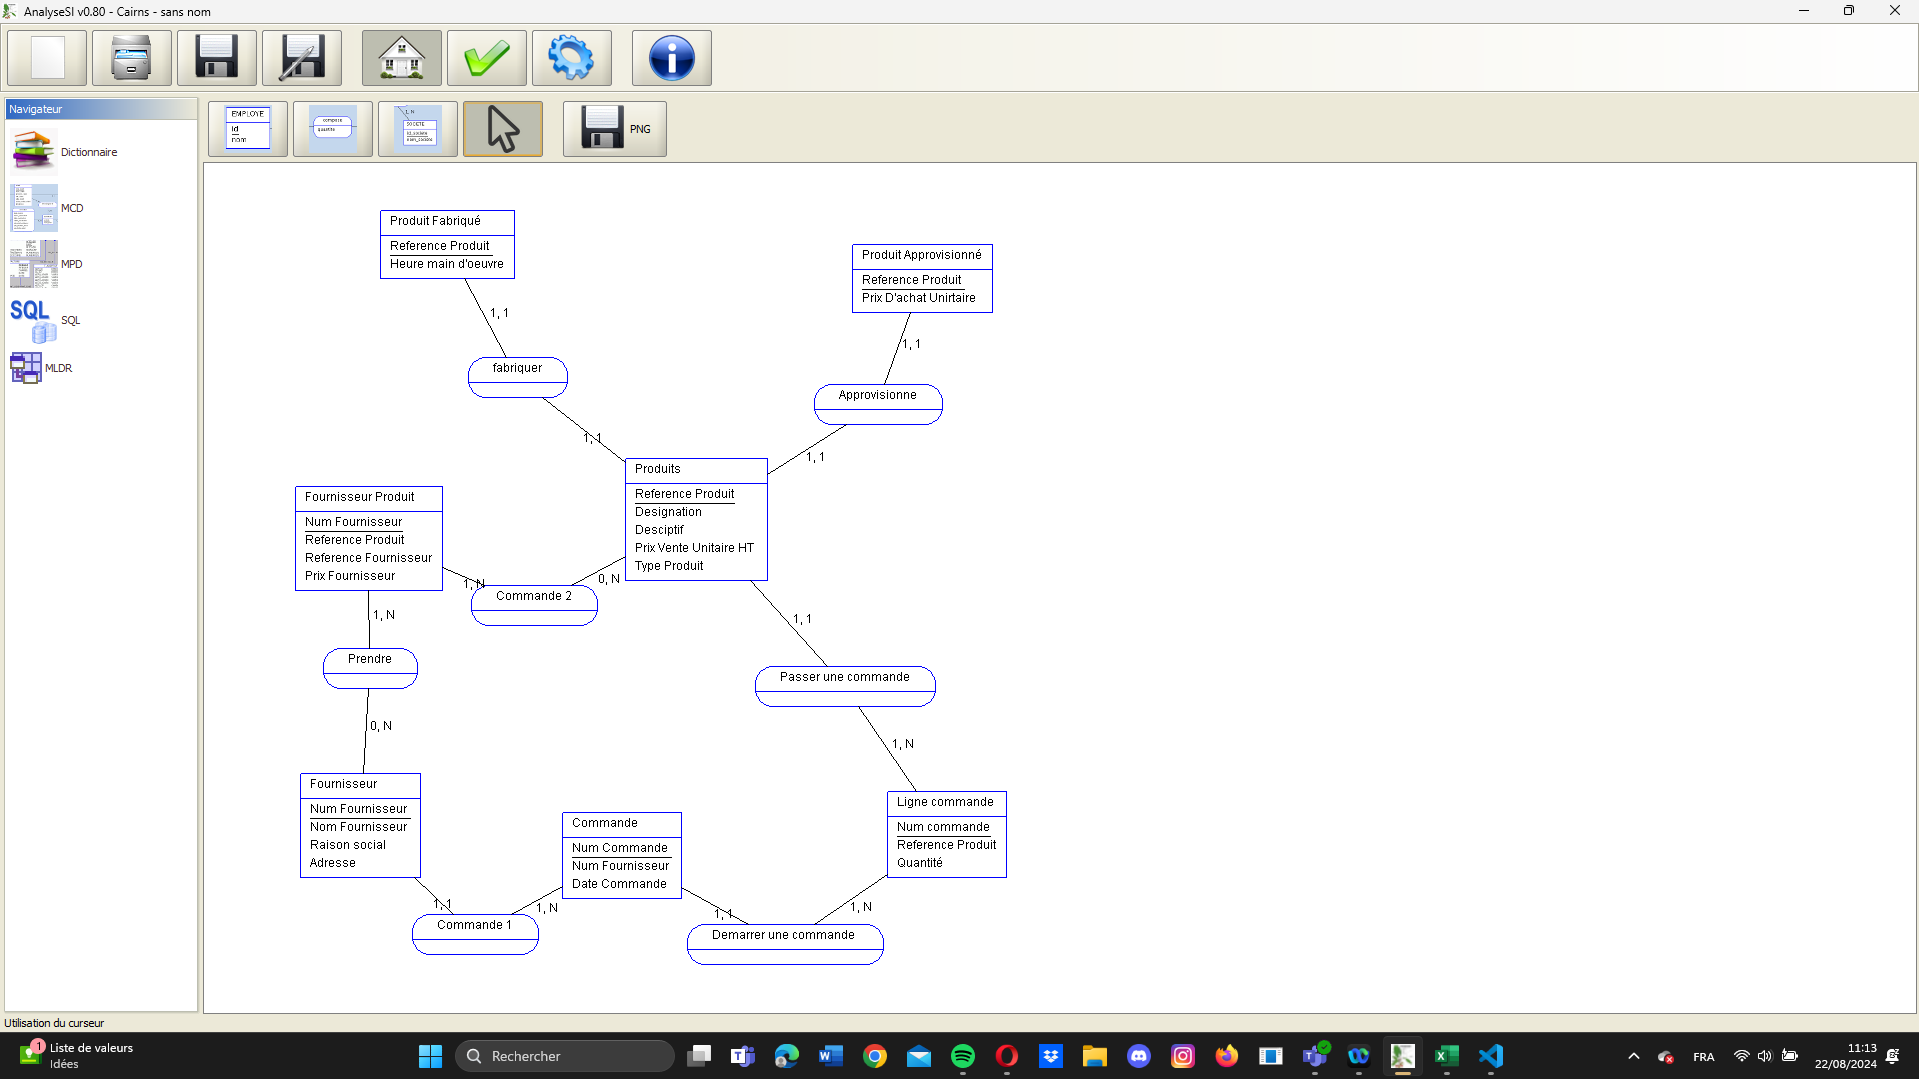 AnalyseSI v0.80 - Cairns - sans nom
EMPLOYE
id
nom
compose
quantite
1, N
SOCIETE
id_societe
PNG
Navigateur
Dictionnaire
MCD
MPD
SQL
SQL
MLDR
Produit Fabriqué
Reference Produit
Heure main d'oeuvre
1, 1
fabriquer
1, 1
Produit Approvisionné
Reference Produit
Prix D'achat Unirtaire
1, 1
Approvisionne
1, 1
Produits
Reference Produit
Designation
Desciptif
Prix Vente Unitaire HT
Type Produit
Fournisseur Produit
Num Fournisseur
Reference Produit
Reference Fournisseur
Prix Fournisseur
1, N
Commande 2
0, N
1, N
Prendre
0, N
1, 1
Passer une commande
1, N
Fournisseur
Num Fournisseur
Nom Fournisseur
Raison social
Adresse
Commande
Num Commande
Num Fournisseur
Date Commande
Ligne commande
Num commande
Reference Produit
Quantité
1, 1
Commande 1
1, N
1, 1
Demarrer une commande
1, N
Utilisation du curseur
1
Liste de valeurs
Idées
Rechercher
FRA
11:13
22/08/2024